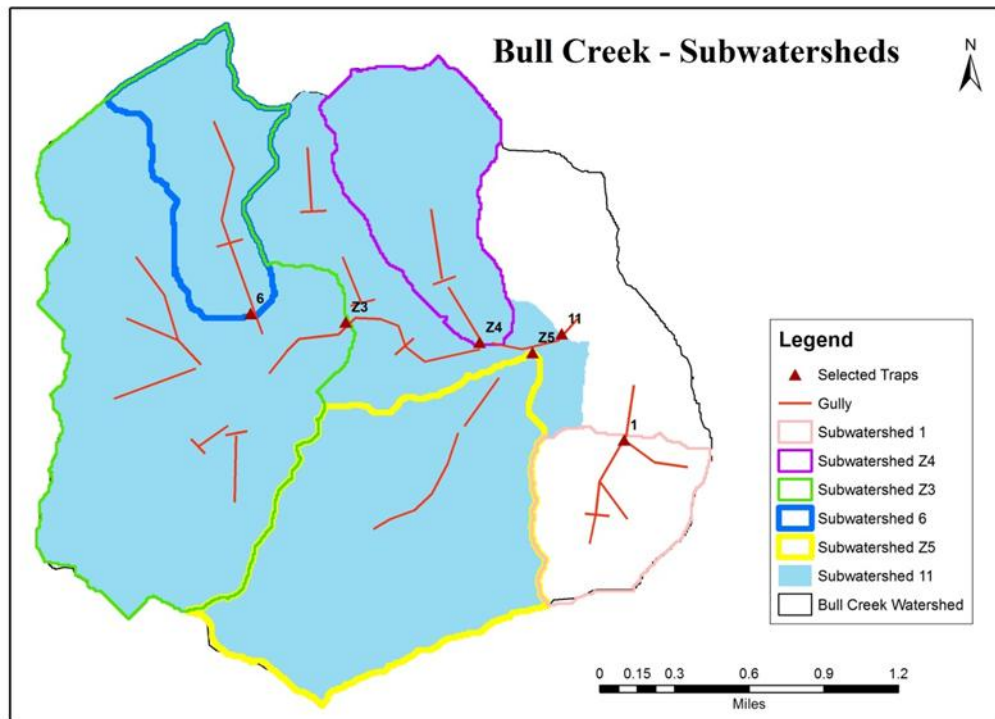 Bull Creek - Subwatersheds
N
6
Z3
Z4
Z5
11
1
Legend
Selected Traps
Gully
Subwatershed 1
Subwatershed Z4
Subwatershed Z3
Subwatershed 6
Subwatershed Z5
Subwatershed 11
Bull Creek Watershed
0 0.15 0.3 0.6 0.9 1.2
Miles